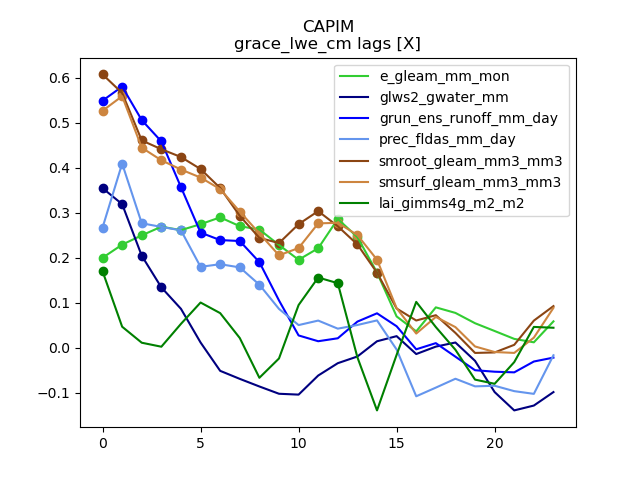 CAPIM
grace_lwe_cm lags [X]
e_gleam_mm_mon
glws2_gwater_mm
grun_ens_runoff_mm_day
prec_fldas_mm_day
smroot_gleam_mm3_mm3
smsurf_gleam_mm3_mm3
lai_gimms4g_m2_m2
0.6
0.5
0.4
0.3
0.2
0.1
0.0
−0.1
0 5 10 15 20